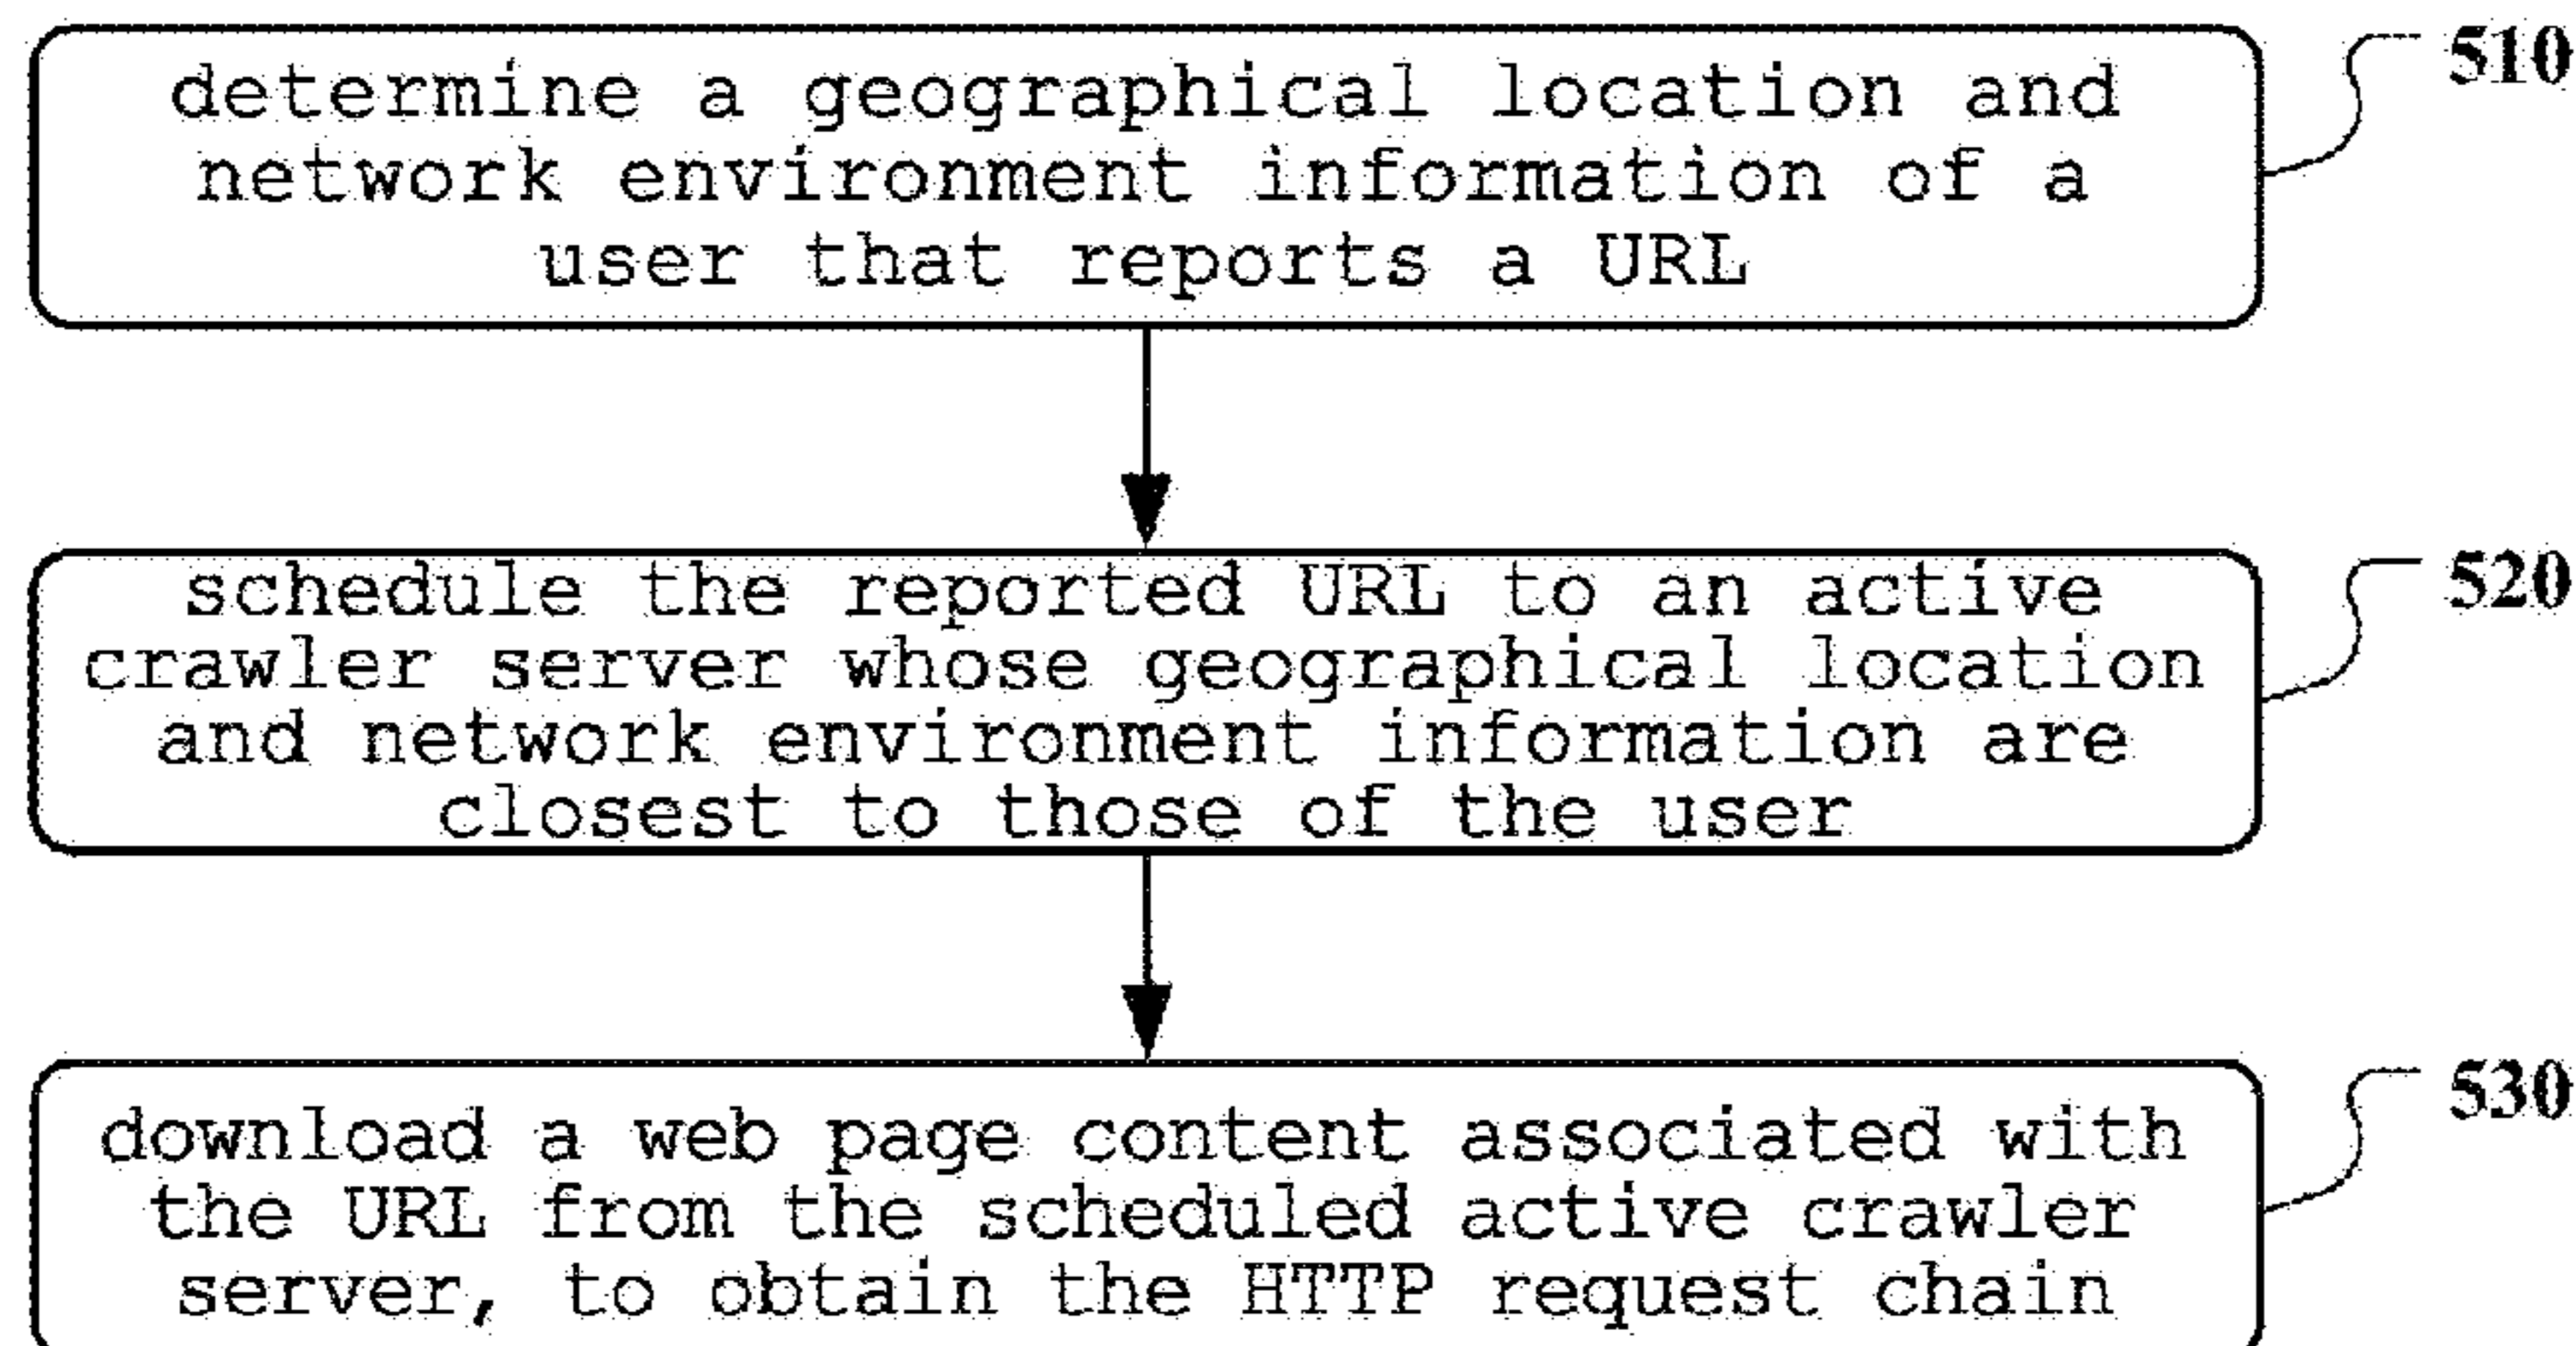 determine a geographical location and
network environment information of a
user that reports a URL
510
schedule the reported URL to an active
crawler server whose geographical location
and network environment information are
closest to those of the user
520
download a web page content associated with
the URL from the scheduled active crawler
server, to obtain the HTTP request chain
530